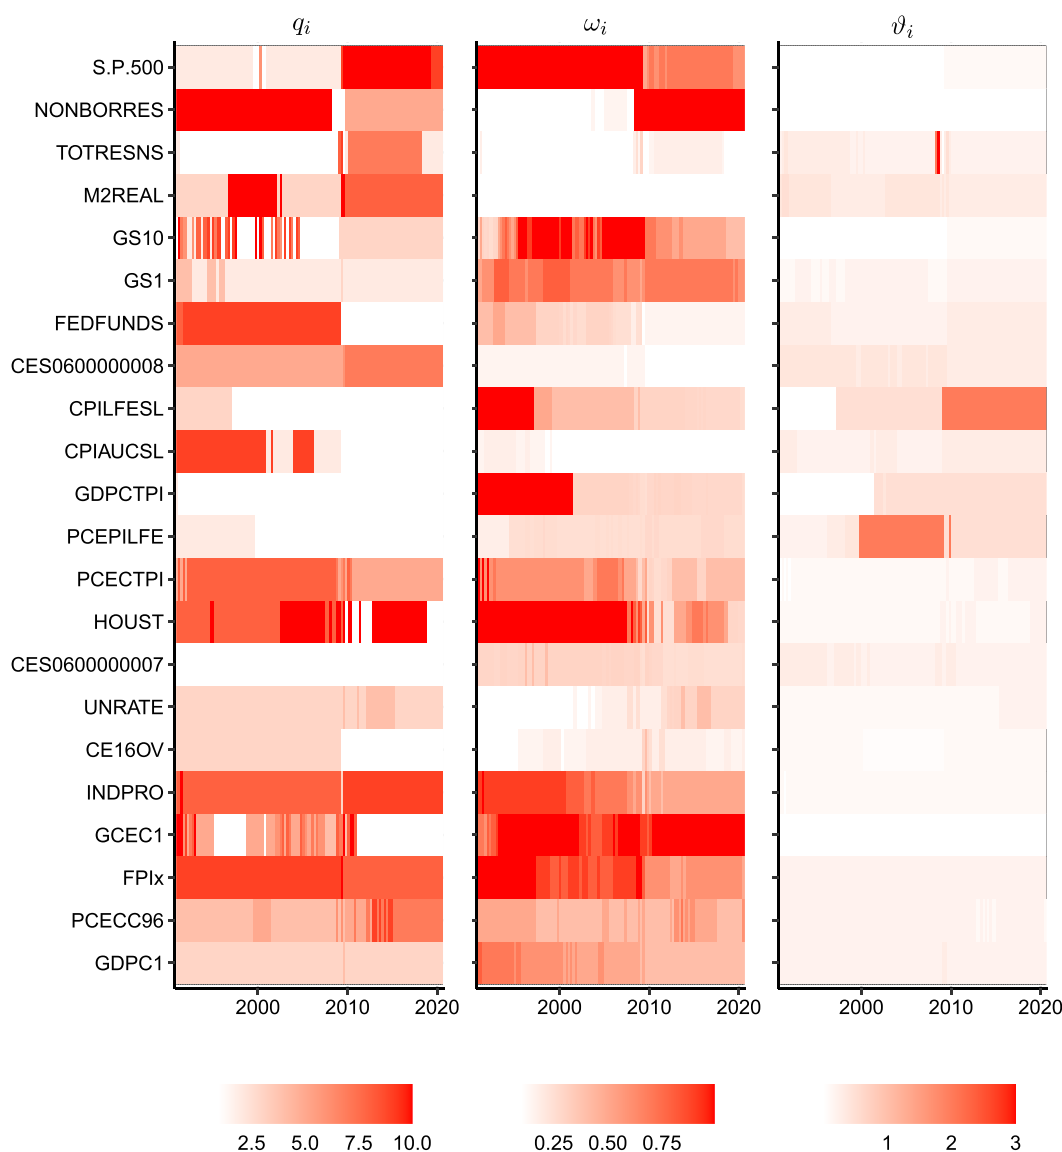 qᵢ ωᵢ ϑᵢ
S.P.500
NONBORRES
TOTRESNS
M2REAL
GS10
GS1
FEDFUNDS
CES0600000008
CPILFESL
CPIAUCSL
GDPCTPI
PCEPILFE
PCECTPI
HOUST
CES0600000007
UNRATE
CE16OV
INDPRO
GCEC1
FPIx
PCECC96
GDPC1
2000 2010 2020 2000 2010 2020 2000 2010 2020
2.5 5.0 7.5 10.0 0.25 0.50 0.75 1 2 3